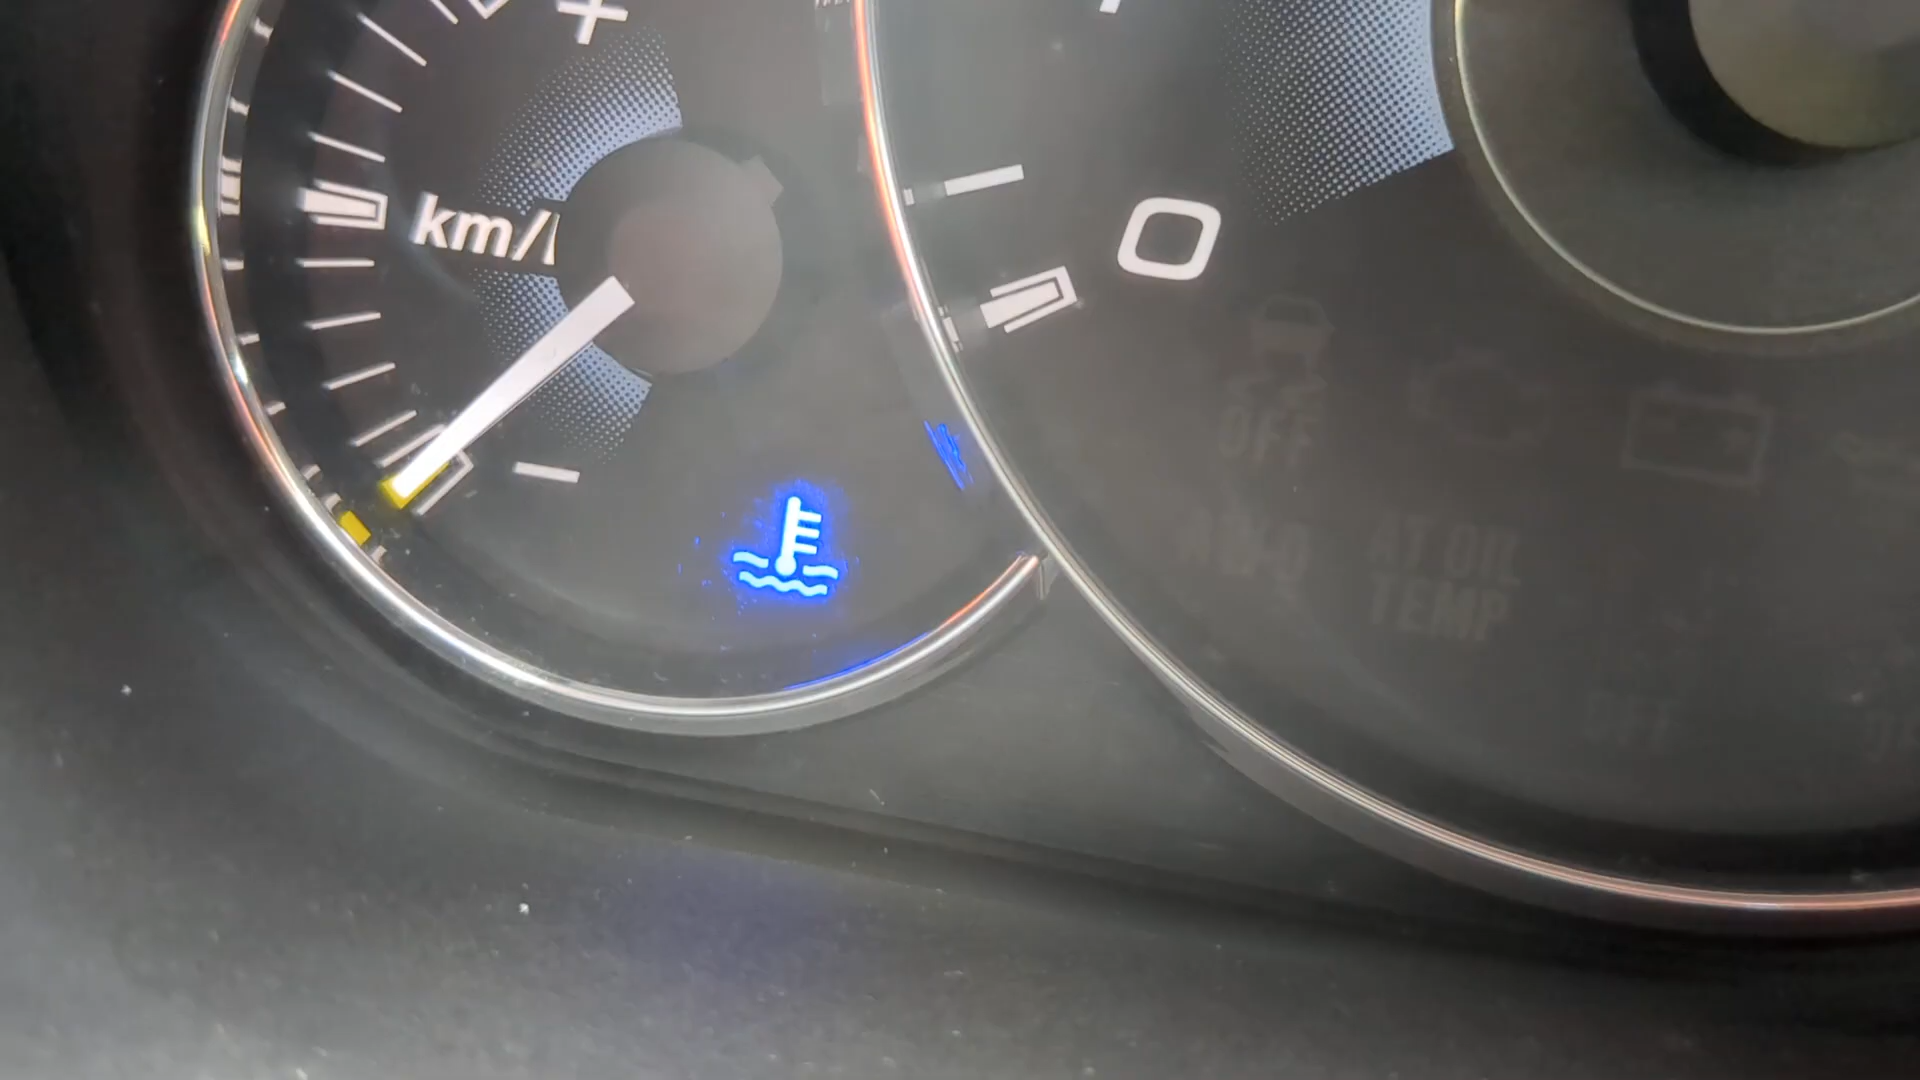 +
km/l
−
0
OFF
AT OIL
TEMP